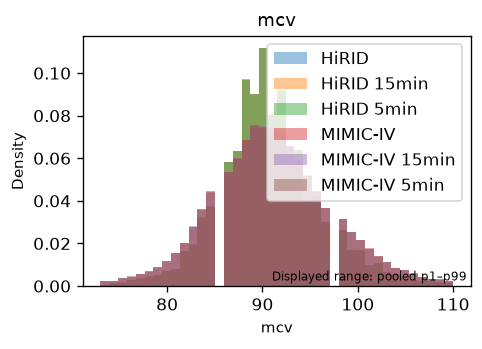 mcv
HiRID
HiRID 15min
HiRID 5min
MIMIC-IV
MIMIC-IV 15min
MIMIC-IV 5min
Density
0.10
0.08
0.06
0.04
0.02
0.00
Displayed range: pooled p1–p99
80
90
100
110
mcv